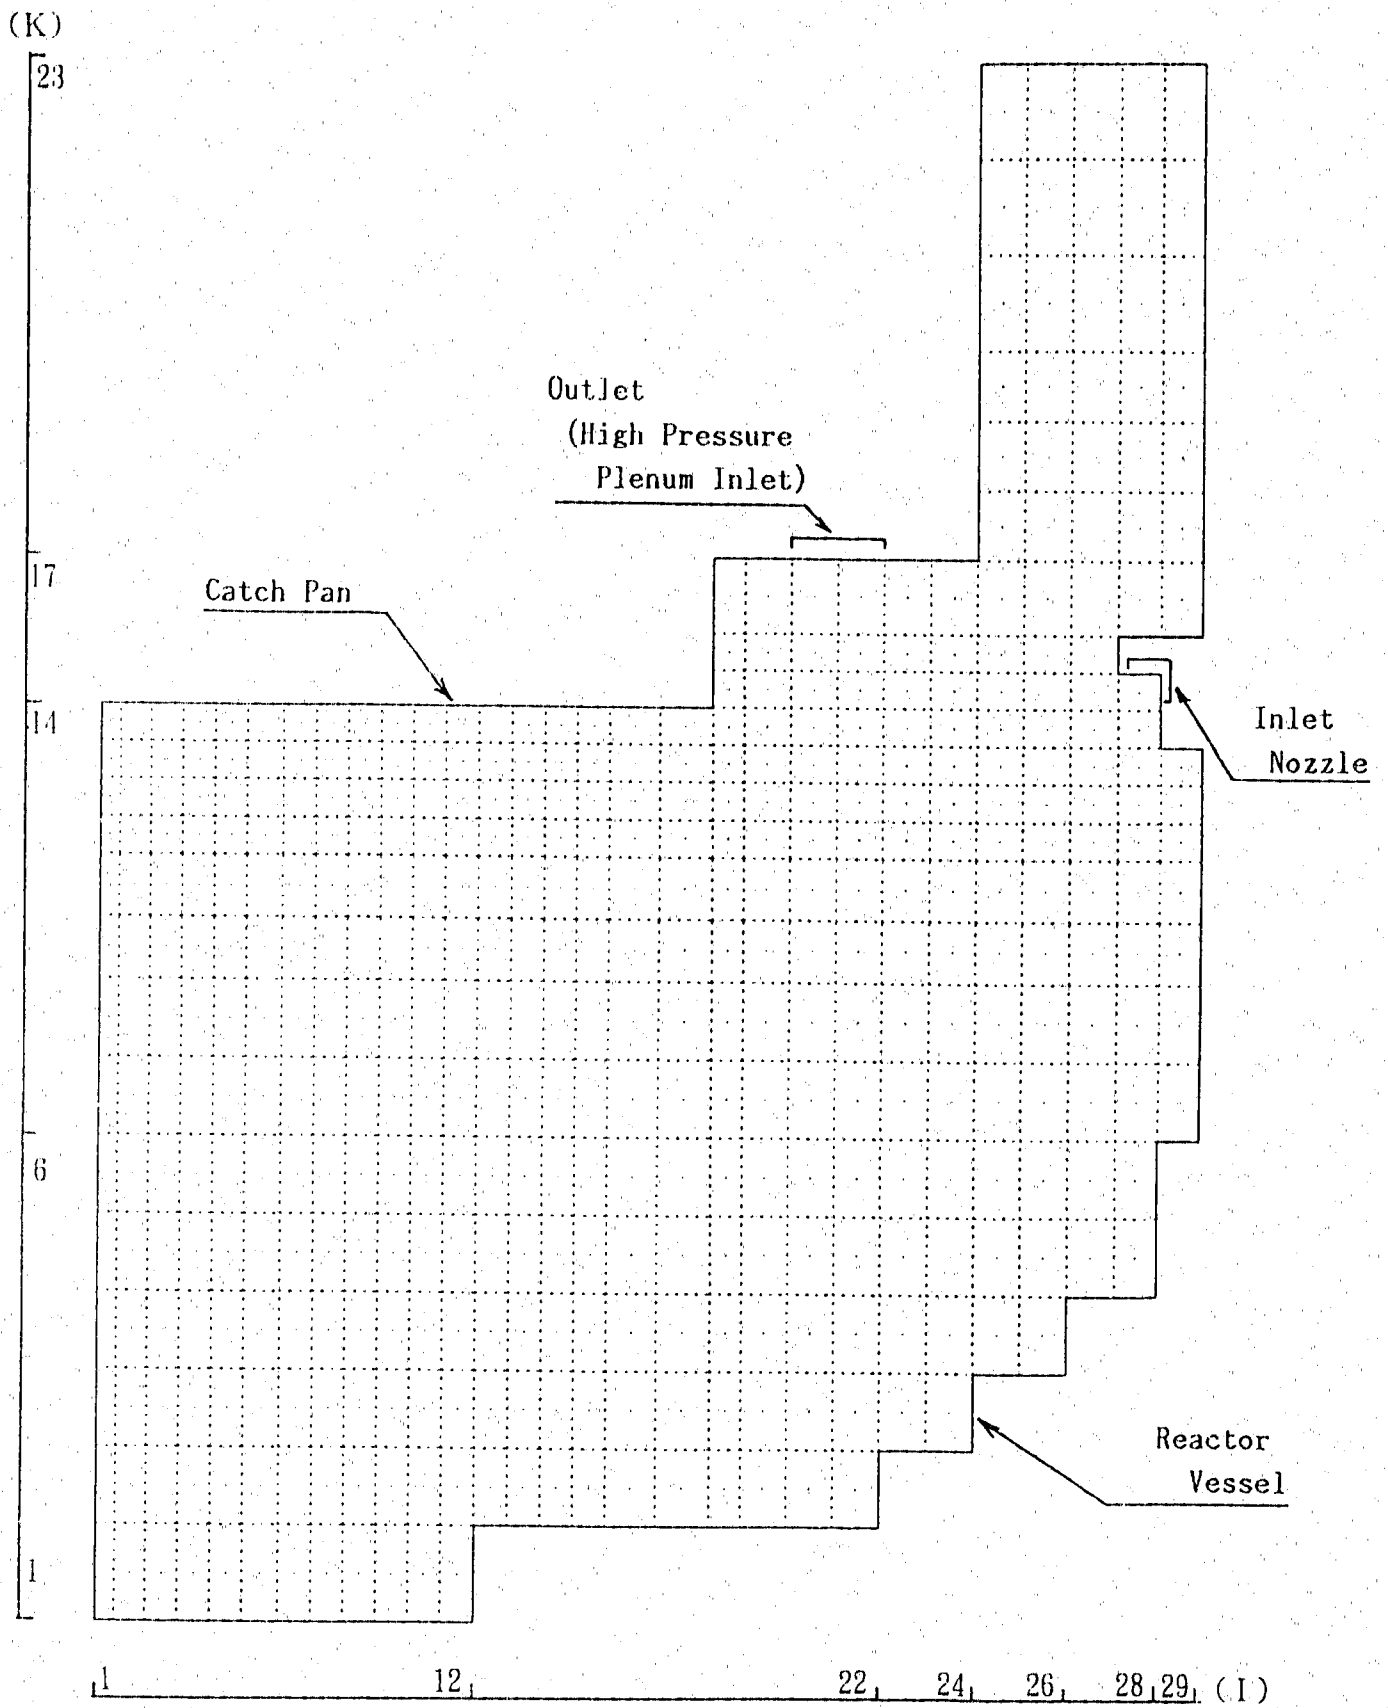 (K)
23
Outlet
(High Pressure
Plenum Inlet)
17
Catch Pan
14
Inlet
Nozzle
6
Reactor
Vessel
1
1 12 22 24 26 28 29 (I)